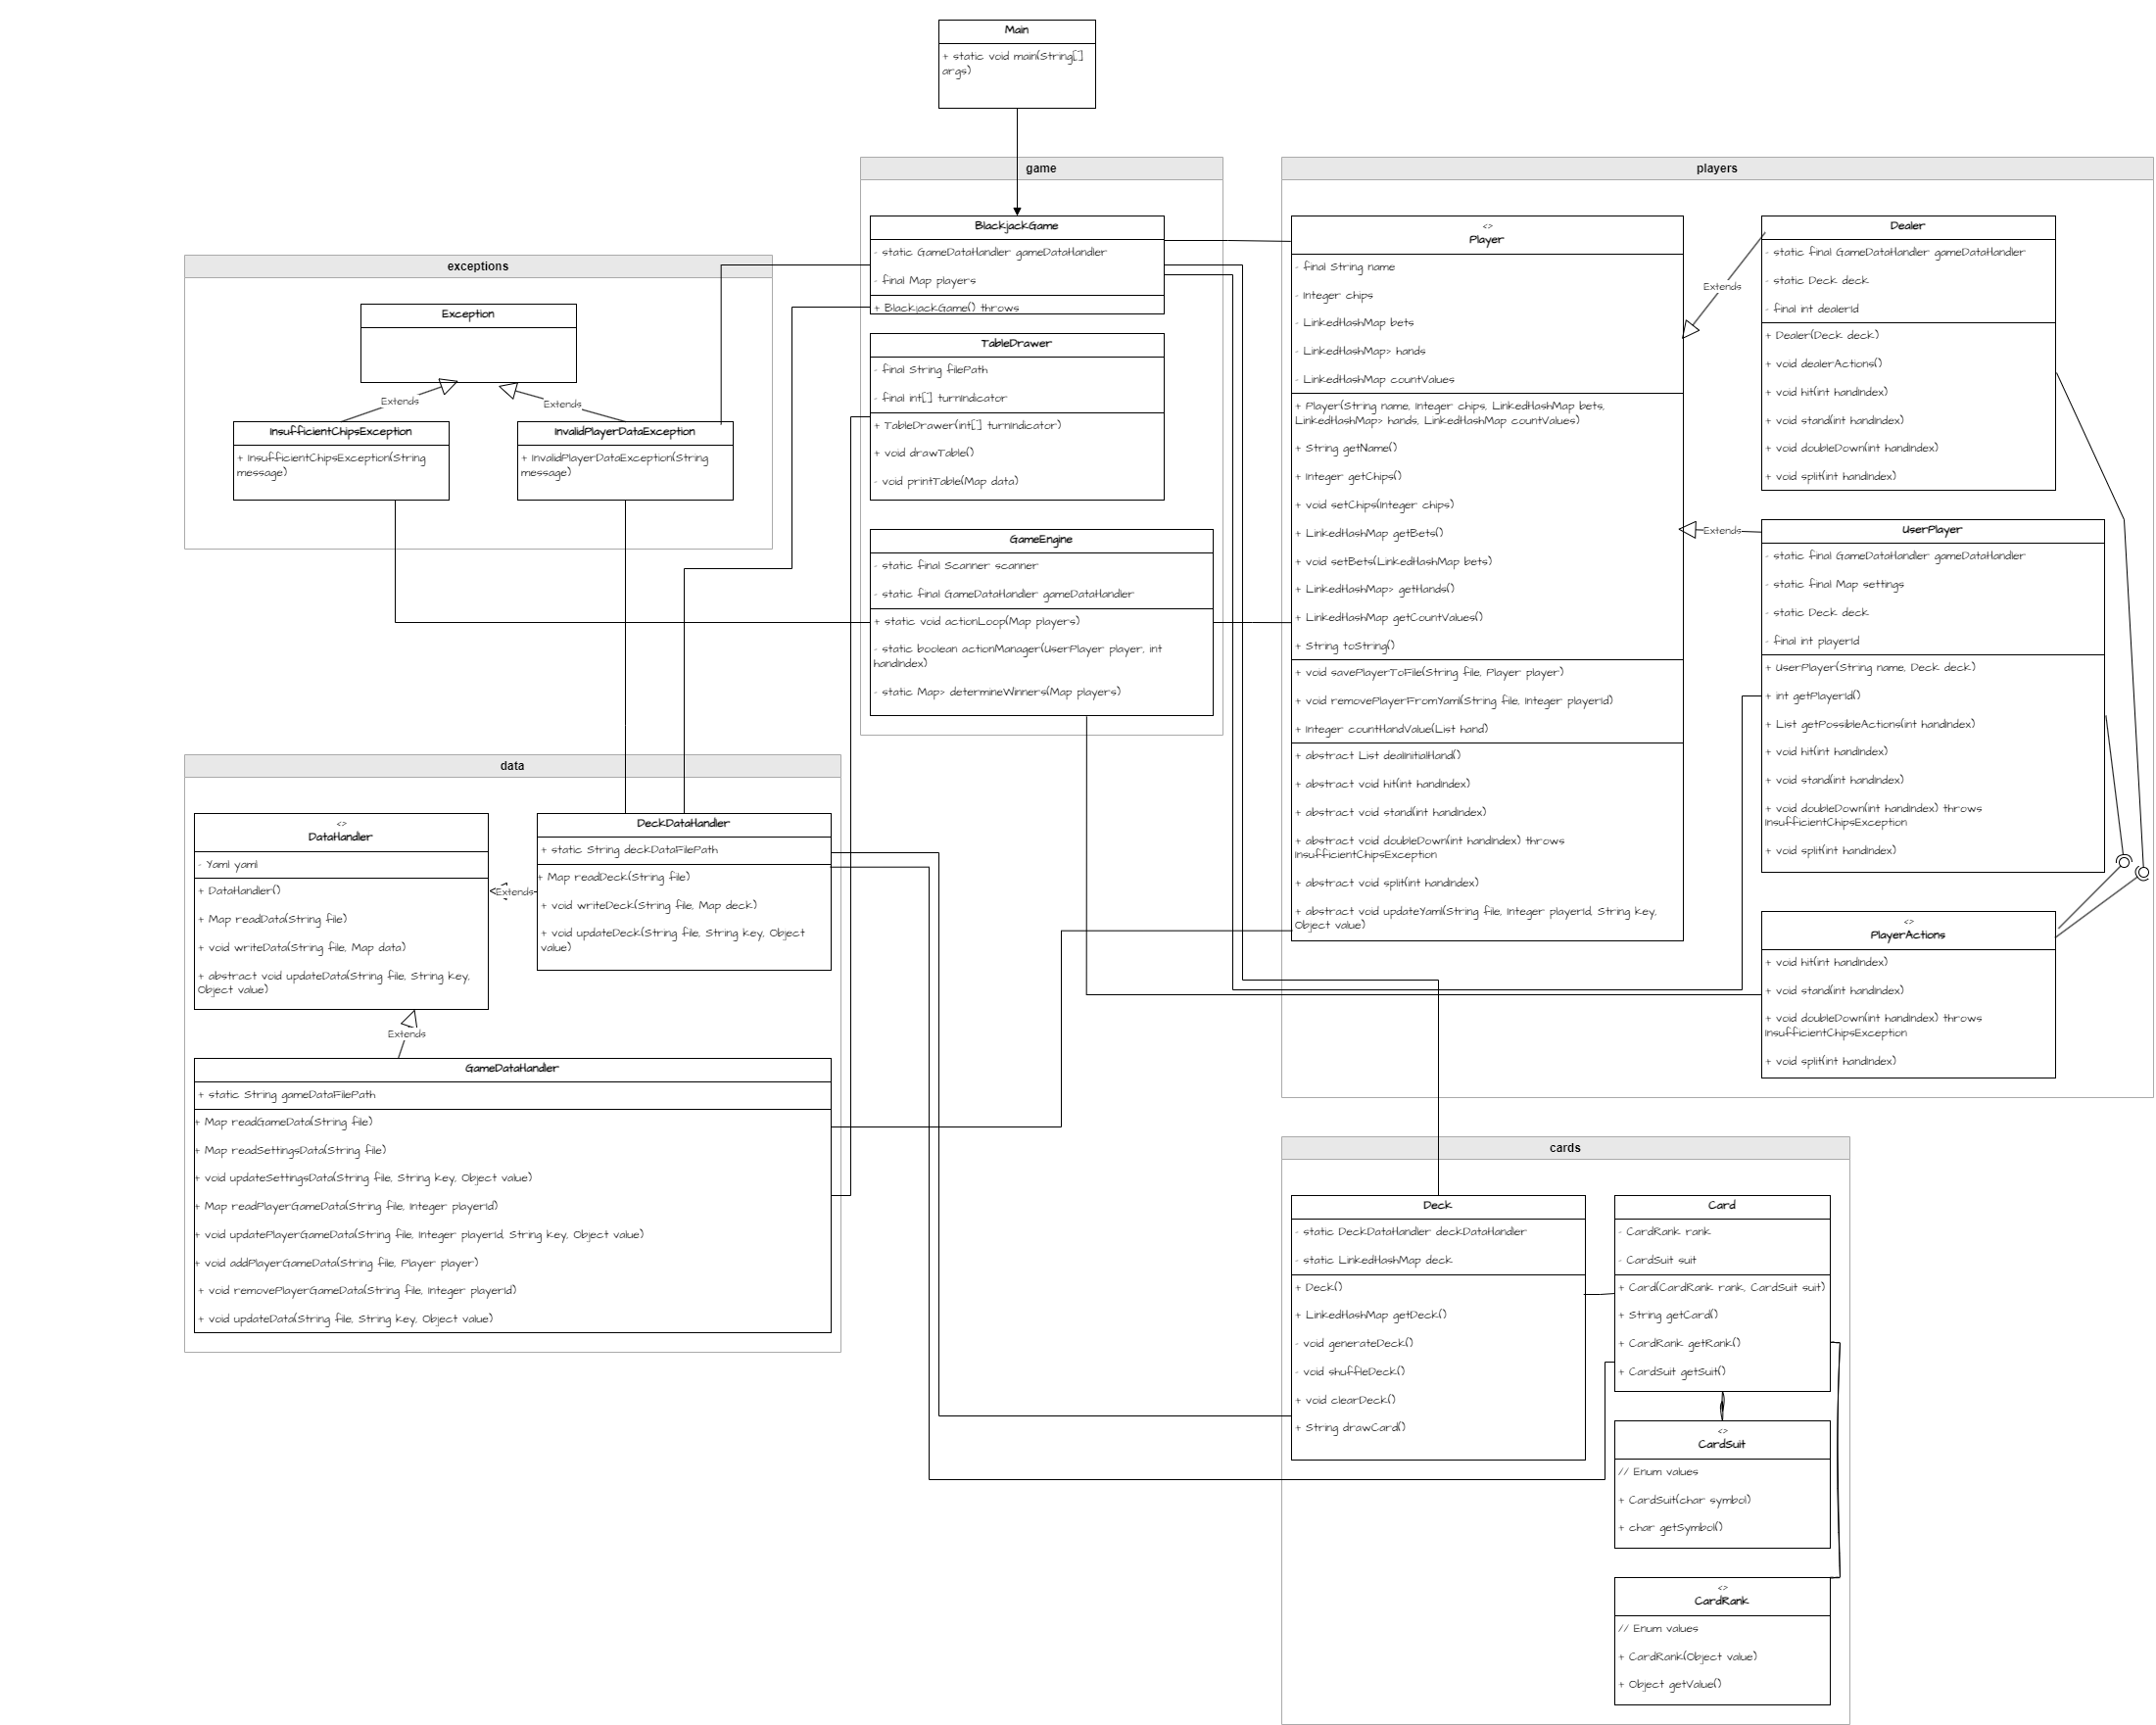 Main
+ static void main(String[]
args)
game
BlackjackGame
- static GameDataHandler gameDataHandler
- final Map players
+ BlackjackGame() throws
TableDrawer
- final String filePath
- final int[] turnIndicator
+ TableDrawer(int[] turnIndicator)
+ void drawTable()
- void printTable(Map data)
GameEngine
- static final Scanner scanner
- static final GameDataHandler gameDataHandler
+ static void actionLoop(Map players)
- static boolean actionManager(UserPlayer player, int
handIndex)
- static Map> determineWinners(Map players)
exceptions
Exception
Extends
Extends
InsufficientChipsException
+ InsufficientChipsException(String
message)
InvalidPlayerDataException
+ InvalidPlayerDataException(String
message)
players
<>
Player
- final String name
- Integer chips
- LinkedHashMap bets
- LinkedHashMap> hands
- LinkedHashMap countValues
+ Player(String name, Integer chips, LinkedHashMap bets,
LinkedHashMap> hands, LinkedHashMap countValues)
+ String getName()
+ Integer getChips()
+ void setChips(Integer chips)
+ LinkedHashMap getBets()
+ void setBets(LinkedHashMap bets)
+ LinkedHashMap> getHands()
+ LinkedHashMap getCountValues()
+ String toString()
+ void savePlayerToFile(String file, Player player)
+ void removePlayerFromYaml(String file, Integer playerId)
+ Integer countHandValue(List hand)
+ abstract List dealInitialHand()
+ abstract void hit(int handIndex)
+ abstract void stand(int handIndex)
+ abstract void doubleDown(int handIndex) throws
InsufficientChipsException
+ abstract void split(int handIndex)
+ abstract void updateYaml(String file, Integer playerId, String key,
Object value)
Extends
Dealer
- static final GameDataHandler gameDataHandler
- static Deck deck
- final int dealerId
+ Dealer(Deck deck)
+ void dealerActions()
+ void hit(int handIndex)
+ void stand(int handIndex)
+ void doubleDown(int handIndex)
+ void split(int handIndex)
Extends
UserPlayer
- static final GameDataHandler gameDataHandler
- static final Map settings
- static Deck deck
- final int playerId
+ UserPlayer(String name, Deck deck)
+ int getPlayerId()
+ List getPossibleActions(int handIndex)
+ void hit(int handIndex)
+ void stand(int handIndex)
+ void doubleDown(int handIndex) throws
InsufficientChipsException
+ void split(int handIndex)
<>
PlayerActions
+ void hit(int handIndex)
+ void stand(int handIndex)
+ void doubleDown(int handIndex) throws
InsufficientChipsException
+ void split(int handIndex)
data
<>
DataHandler
- Yaml yaml
+ DataHandler()
+ Map readData(String file)
+ void writeData(String file, Map data)
+ abstract void updateData(String file, String key,
Object value)
Extends
DeckDataHandler
+ static String deckDataFilePath
+ Map readDeck(String file)
+ void writeDeck(String file, Map deck)
+ void updateDeck(String file, String key, Object
value)
Extends
GameDataHandler
+ static String gameDataFilePath
+ Map readGameData(String file)
+ Map readSettingsData(String file)
+ void updateSettingsData(String file, String key, Object value)
+ Map readPlayerGameData(String file, Integer playerId)
+ void updatePlayerGameData(String file, Integer playerId, String key, Object value)
+ void addPlayerGameData(String file, Player player)
+ void removePlayerGameData(String file, Integer playerId)
+ void updateData(String file, String key, Object value)
cards
Deck
- static DeckDataHandler deckDataHandler
- static LinkedHashMap deck
+ Deck()
+ LinkedHashMap getDeck()
- void generateDeck()
- void shuffleDeck()
+ void clearDeck()
+ String drawCard()
Card
- CardRank rank
- CardSuit suit
+ Card(CardRank rank, CardSuit suit)
+ String getCard()
+ CardRank getRank()
+ CardSuit getSuit()
<>
CardSuit
// Enum values
+ CardSuit(char symbol)
+ char getSymbol()
<>
CardRank
// Enum values
+ CardRank(Object value)
+ Object getValue()